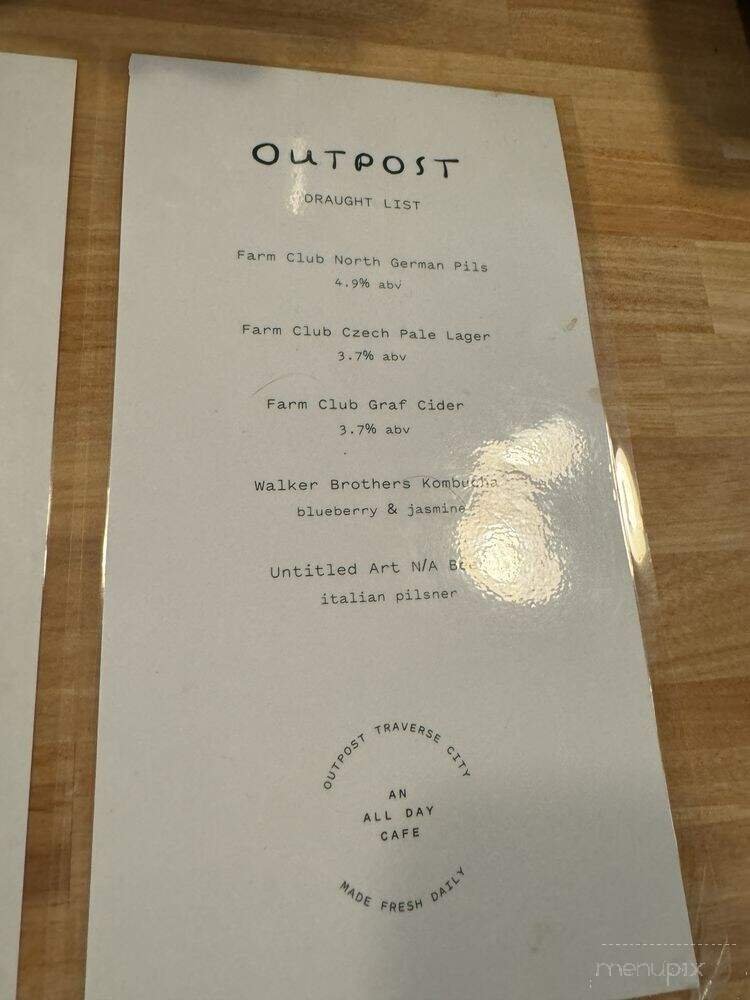 OUTPOST
DRAUGHT LIST
Farm Club North German Pils
4.9% abv
Farm Club Czech Pale Lager
3.7% abv
Farm Club Graf Cider
3.7% abv
Walker Brothers Kombucha
blueberry & jasmine
Untitled Art N/A
italian pilsner
OUTPOST TRAVERSE CITY
AN
ALL DAY
CAFE
MADE FRESH DAILY
menupix